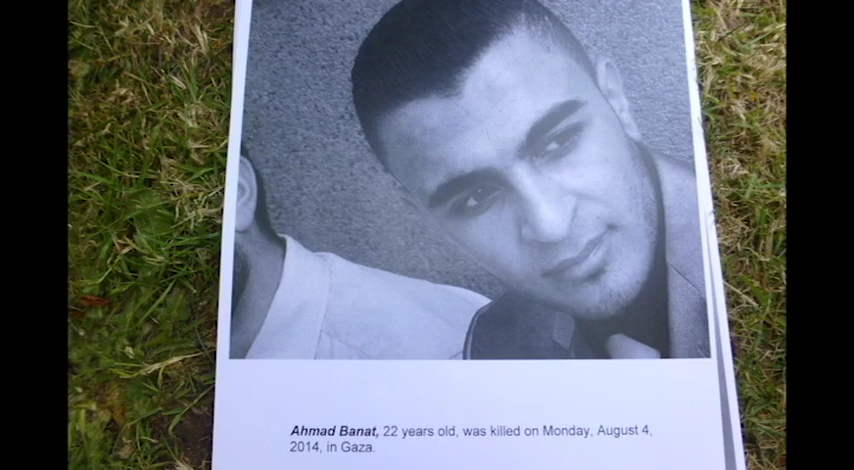 Ahmad Banat, 22 years old, was killed on Monday, August 4,
2014, in Gaza.